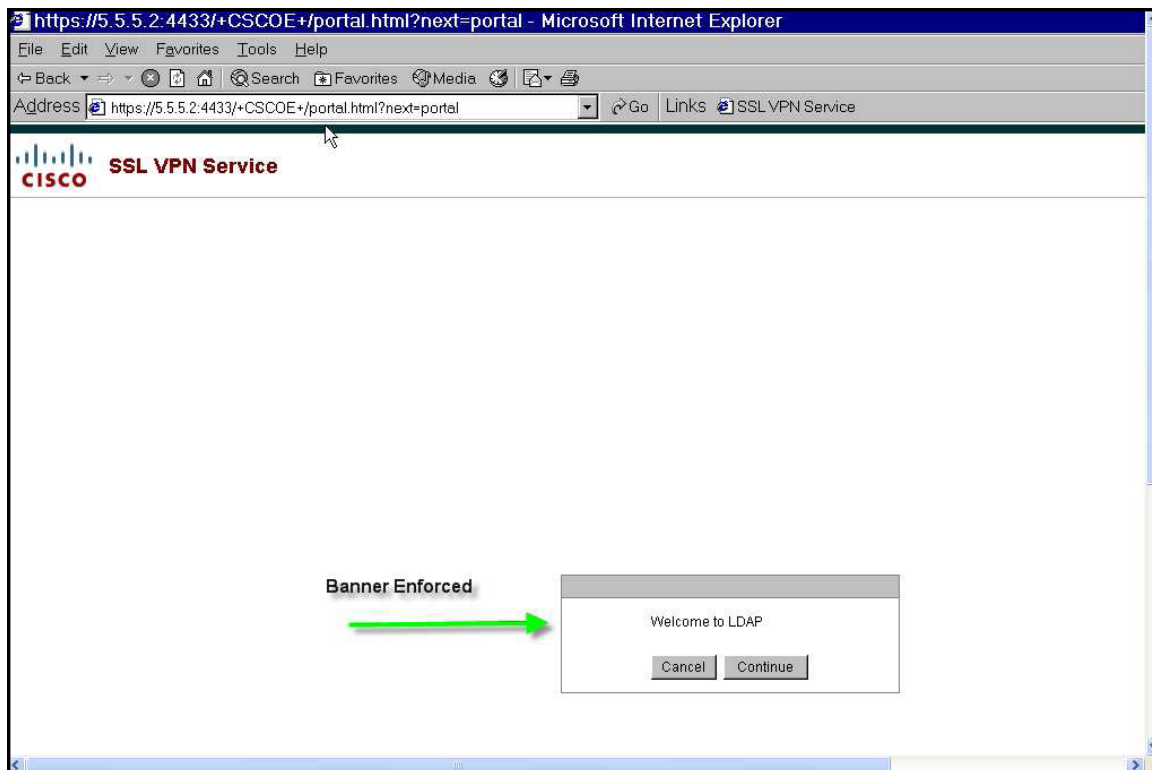 https://5.5.5.2:4433/+CSCOE+/portal.html?next=portal - Microsoft Internet Explorer
File Edit View Favorites Tools Help
Back Search Favorites Media
Address https://5.5.5.2:4433/+CSCOE+/portal.html?next=portal Go Links SSL VPN Service
CISCO SSL VPN Service
Banner Enforced
Welcome to LDAP
Cancel Continue